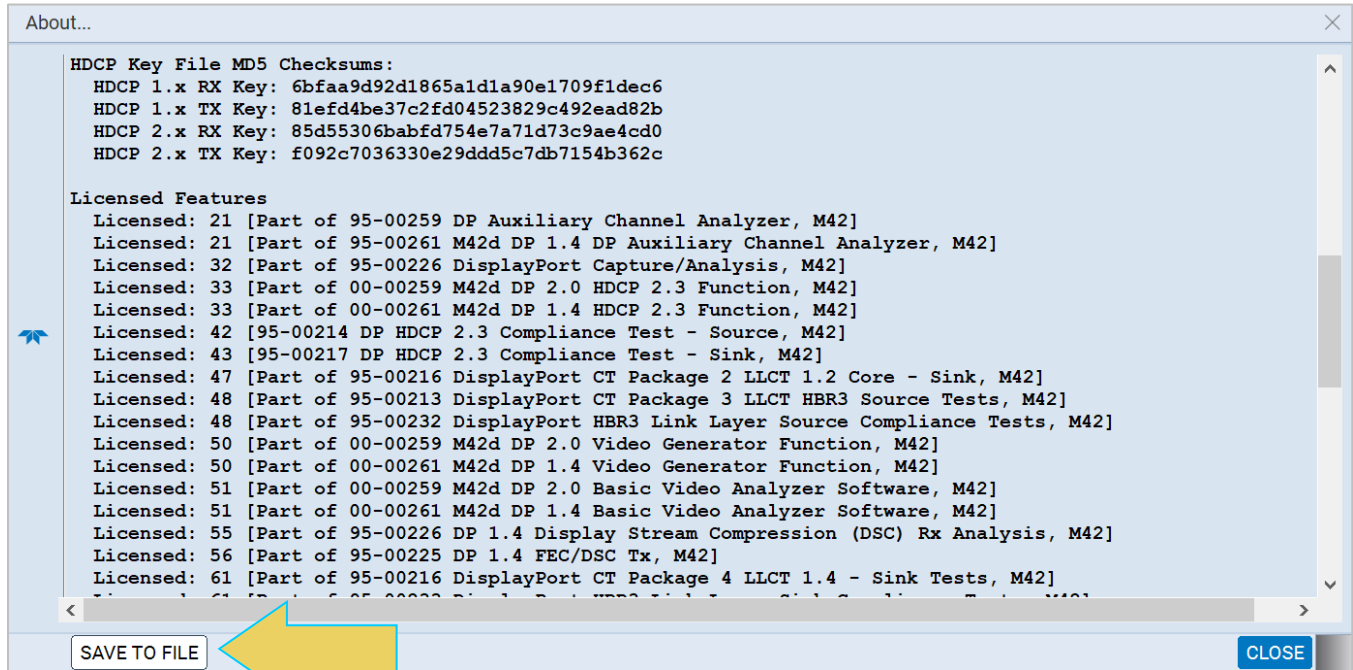 About...
HDCP Key File MD5 Checksums:
HDCP 1.x RX Key: 6bfaa9d92d1865a1d1a90e1709f1dec6
HDCP 1.x TX Key: 81efd4be37c2fd04523829c492ead82b
HDCP 2.x RX Key: 85d55306babfd754e7a71d73c9ae4cd0
HDCP 2.x TX Key: f092c7036330e29ddd5c7db7154b362c
Licensed Features
Licensed: 21 [Part of 95-00259 DP Auxiliary Channel Analyzer, M42]
Licensed: 21 [Part of 95-00261 M42d DP 1.4 DP Auxiliary Channel Analyzer, M42]
Licensed: 32 [Part of 95-00226 DisplayPort Capture/Analysis, M42]
Licensed: 33 [Part of 00-00259 M42d DP 2.0 HDCP 2.3 Function, M42]
Licensed: 33 [Part of 00-00261 M42d DP 1.4 HDCP 2.3 Function, M42]
Licensed: 42 [95-00214 DP HDCP 2.3 Compliance Test - Source, M42]
Licensed: 43 [95-00217 DP HDCP 2.3 Compliance Test - Sink, M42]
Licensed: 47 [Part of 95-00216 DisplayPort CT Package 2 LLCT 1.2 Core - Sink, M42]
Licensed: 48 [Part of 95-00213 DisplayPort CT Package 3 LLCT HBR3 Source Tests, M42]
Licensed: 48 [Part of 95-00232 DisplayPort HBR3 Link Layer Source Compliance Tests, M42]
Licensed: 50 [Part of 00-00259 M42d DP 2.0 Video Generator Function, M42]
Licensed: 50 [Part of 00-00261 M42d DP 1.4 Video Generator Function, M42]
Licensed: 51 [Part of 00-00259 M42d DP 2.0 Basic Video Analyzer Software, M42]
Licensed: 51 [Part of 00-00261 M42d DP 1.4 Basic Video Analyzer Software, M42]
Licensed: 55 [Part of 95-00226 DP 1.4 Display Stream Compression (DSC) Rx Analysis, M42]
Licensed: 56 [Part of 95-00225 DP 1.4 FEC/DSC Tx, M42]
Licensed: 61 [Part of 95-00216 DisplayPort CT Package 4 LLCT 1.4 - Sink Tests, M42]
SAVE TO FILE
CLOSE